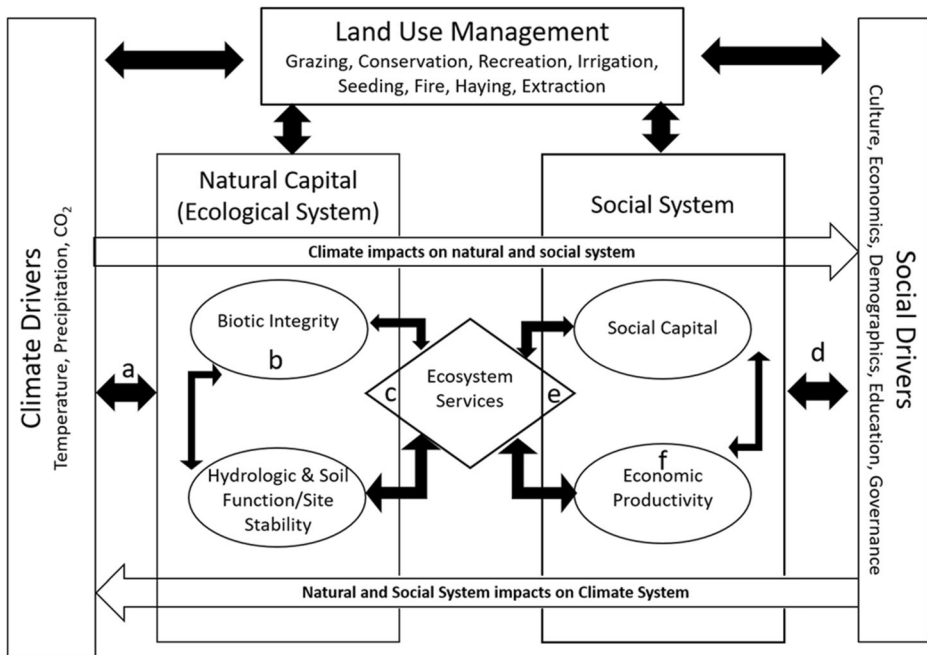 Land Use Management
Grazing, Conservation, Recreation, Irrigation,
Seeding, Fire, Haying, Extraction
Climate Drivers
Temperature, Precipitation, CO₂
Natural Capital
(Ecological System)
Social System
Climate impacts on natural and social system
Biotic Integrity
b
Social Capital
a
c
Ecosystem
Services
e
d
Hydrologic & Soil
Function/Site
Stability
f
Economic
Productivity
Natural and Social System impacts on Climate System
Social Drivers
Culture, Economics, Demographics, Education, Governance